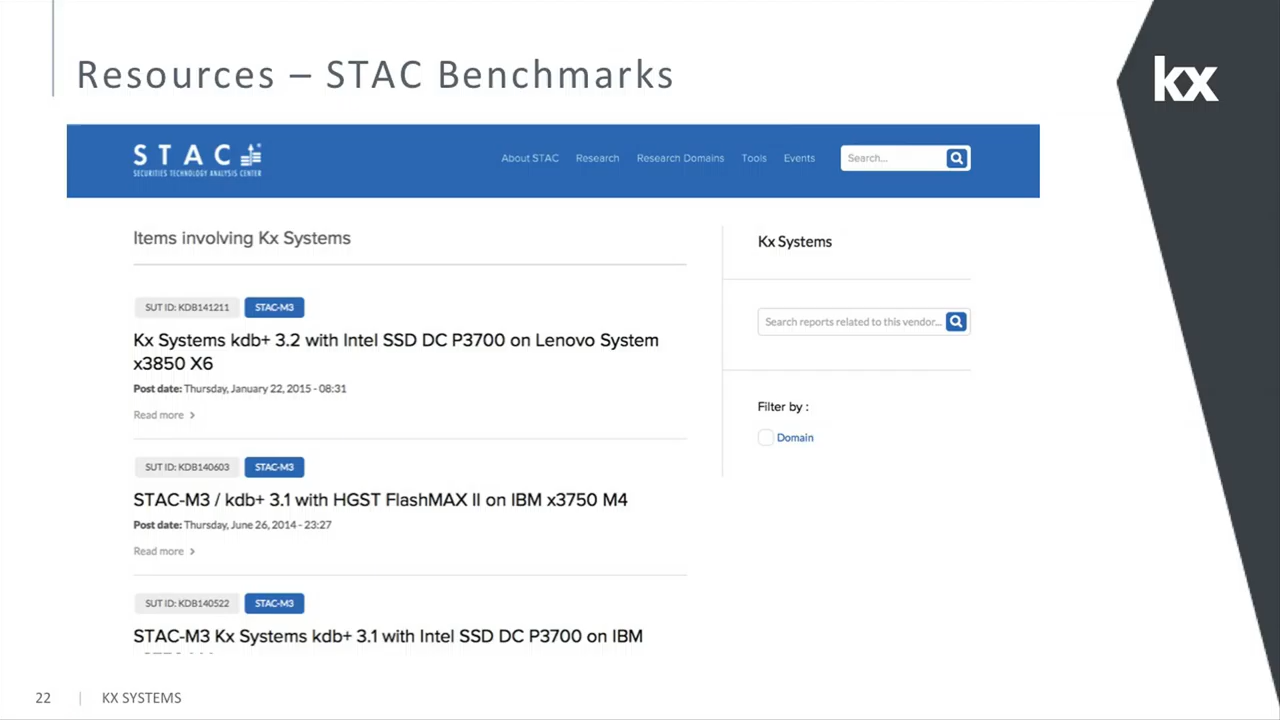 Resources – STAC Benchmarks
kx
STAC
SECURITIES TECHNOLOGY ANALYSIS CENTER
About STAC Research Research Domains Tools Events Search...
Items involving Kx Systems
SUT ID: KDB141211 STAC-M3
Kx Systems kdb+ 3.2 with Intel SSD DC P3700 on Lenovo System
x3850 X6
Post date: Thursday, January 22, 2015 - 08:31
Read more >
SUT ID: KDB140603 STAC-M3
STAC-M3 / kdb+ 3.1 with HGST FlashMAX II on IBM x3750 M4
Post date: Thursday, June 26, 2014 - 23:27
Read more >
SUT ID: KDB140522 STAC-M3
STAC-M3 Kx Systems kdb+ 3.1 with Intel SSD DC P3700 on IBM
Kx Systems
Search reports related to this vendor...
Filter by :
Domain
22 | KX SYSTEMS